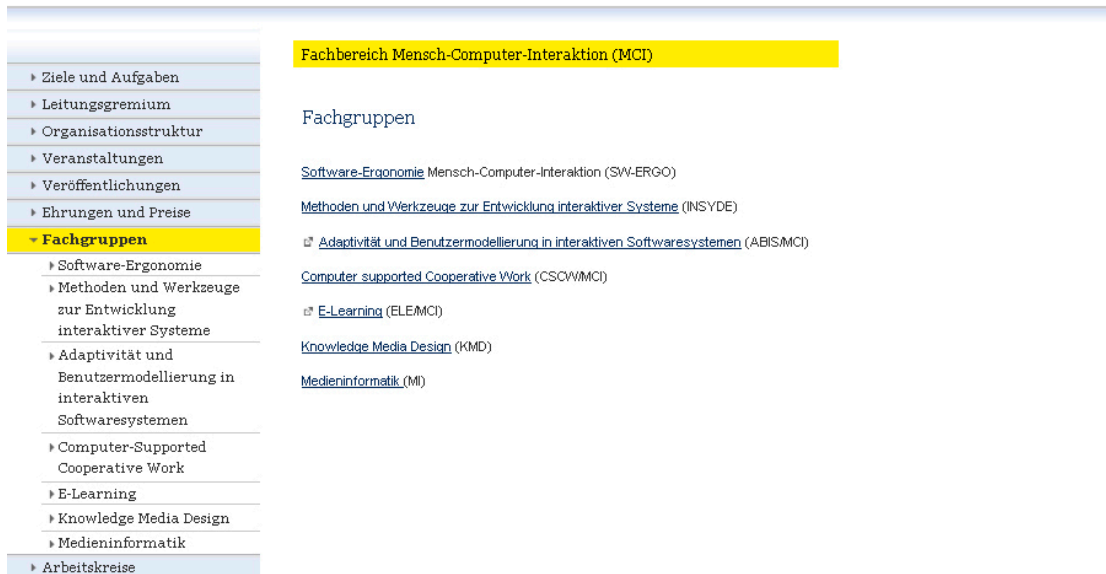 Fachbereich Mensch-Computer-Interaktion (MCI)
Ziele und Aufgaben
Leitungsgremium
Organisationsstruktur
Veranstaltungen
Veröffentlichungen
Ehrungen und Preise
Fachgruppen
Software-Ergonomie
Methoden und Werkzeuge
zur Entwicklung
interaktiver Systeme
Adaptivität und
Benutzermodellierung in
interaktiven
Softwaresystemen
Computer-Supported
Cooperative Work
E-Learning
Knowledge Media Design
Medieninformatik
Arbeitskreise
Fachgruppen
Software-Ergonomie Mensch-Computer-Interaktion (SW-ERGO)
Methoden und Werkzeuge zur Entwicklung interaktiver Systeme (INSYDE)
Adaptivität und Benutzermodellierung in interaktiven Softwaresystemen (ABIS/MCI)
Computer supported Cooperative Work (CSCW/MCI)
E-Learning (ELE/MCI)
Knowledge Media Design (KMD)
Medieninformatik (MI)